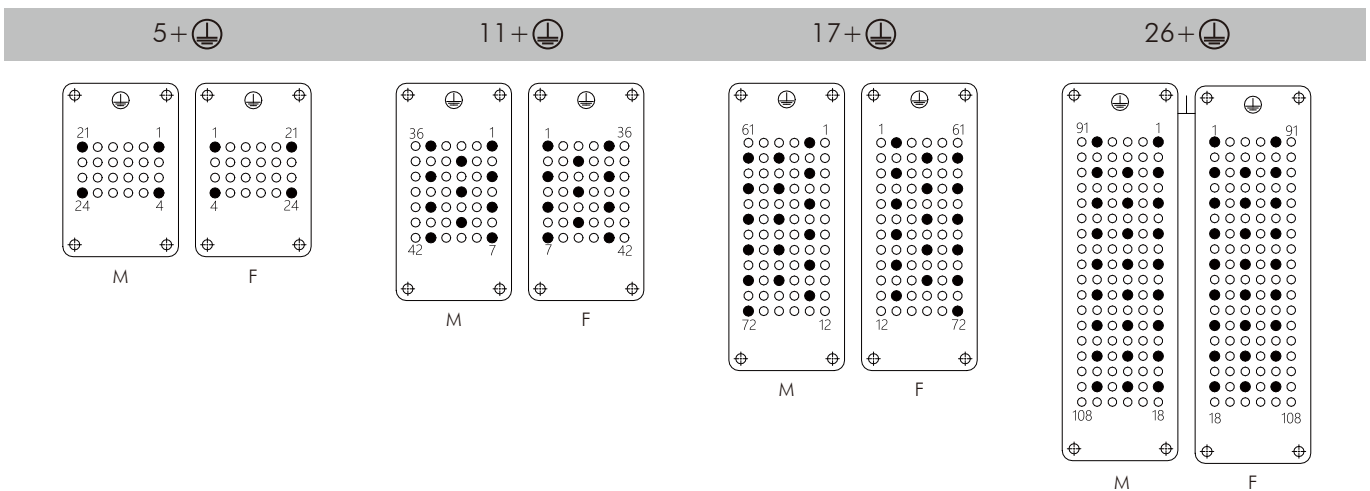 5+ 11+ 17+ 26+
21 1 1 21
24 4 4 24
M F
36 1 1 36
42 7 7 42
M F
61 1 1 61
72 12 12 72
M F
91 1 1 91
108 18 18 108
M F